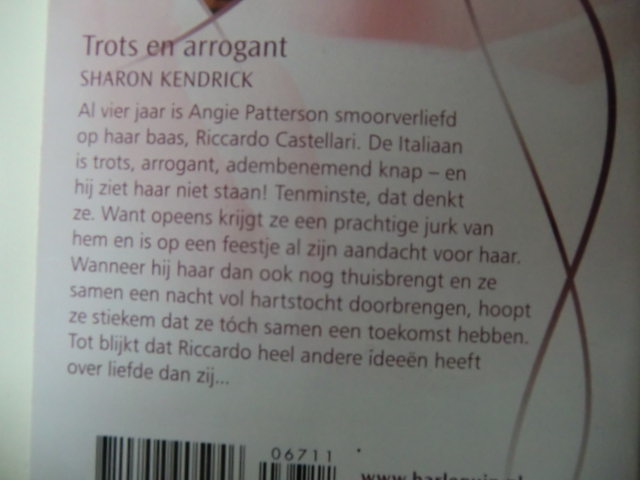 Trots en arrogant
SHARON KENDRICK
Al vier jaar is Angie Patterson smoorverliefd
op haar baas, Riccardo Castellari. De Italiaan
is trots, arrogant, adembenemend knap – en
hij ziet haar niet staan! Tenminste, dat denkt
ze. Want opeens krijgt ze een prachtige jurk van
hem en is op een feestje al zijn aandacht voor haar.
Wanneer hij haar dan ook nog thuisbrengt en ze
samen een nacht vol hartstocht doorbrengen, hoopt
ze stiekem dat ze tóch samen een toekomst hebben.
Tot blijkt dat Riccardo heel andere ideeën heeft
over liefde dan zij...
06711